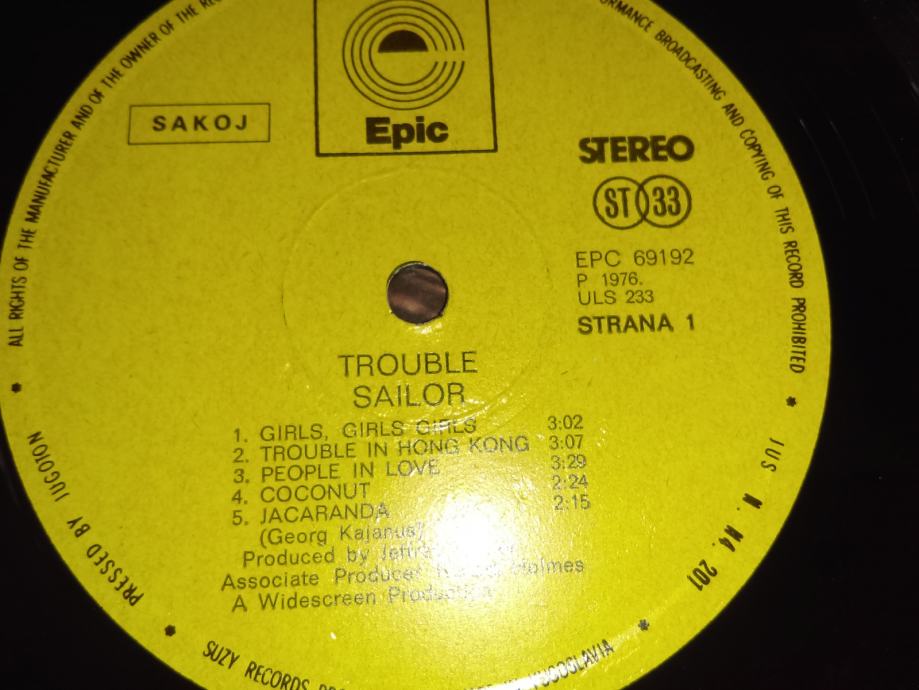 ALL RIGHTS OF THE MANUFACTURER AND OF THE OWNER OF THE
ORMANCE BROADCASTING AND COPYING OF THIS RECORD PROHIBITED
Epic
SAKOJ
STEREO
ST 33
EPC 69192
P 1976.
ULS 233
STRANA 1
TROUBLE
SAILOR
1. GIRLS, GIRLS GIRLS 3:02
2. TROUBLE IN HONG KONG 3:07
3. PEOPLE IN LOVE 3:29
4. COCONUT 2:24
5. JACARANDA 2:15
(Georg Kajanus)
Produced by
Associate Producer Holmes
A Widescreen Production
PRESSED BY JUGOTON
JUS N. N4. 201
SUZY RECORDS
YUGOSLAVIA